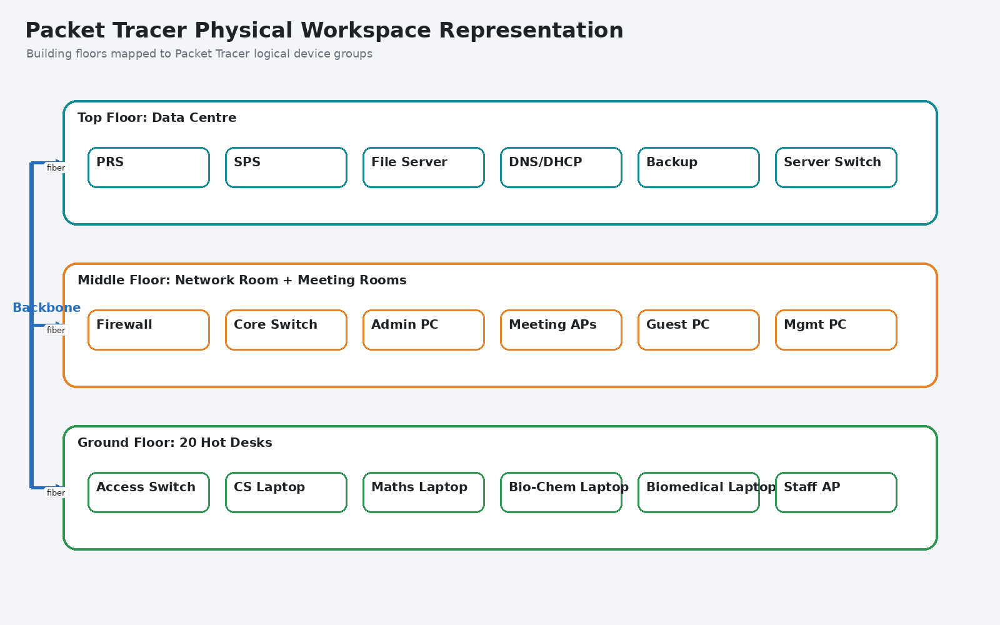 Packet Tracer Physical Workspace Representation
Building floors mapped to Packet Tracer logical device groups
Top Floor: Data Centre
PRS
SPS
File Server
DNS/DHCP
Backup
Server Switch
fiber
Middle Floor: Network Room + Meeting Rooms
Backbone
Firewall
Core Switch
Admin PC
Meeting APs
Guest PC
Mgmt PC
fiber
Ground Floor: 20 Hot Desks
Access Switch
CS Laptop
Maths Laptop
Bio-Chem Laptop
Biomedical Laptop
Staff AP
fiber